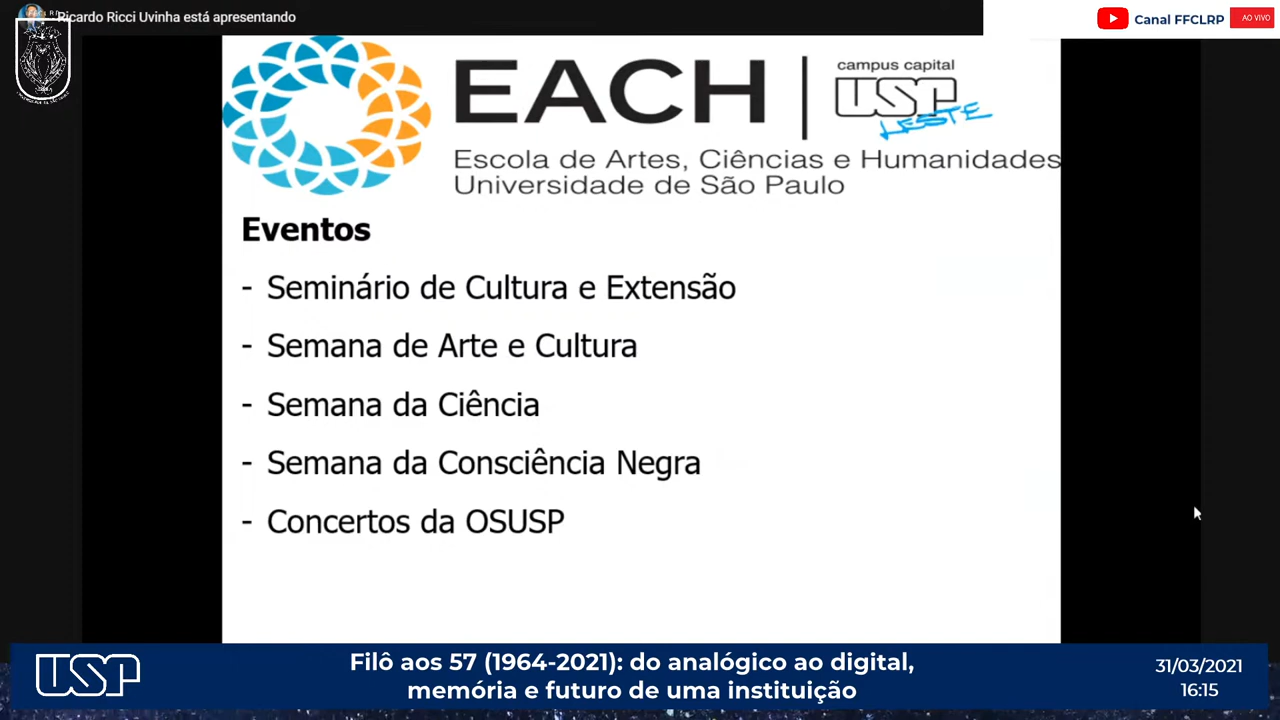 Ricardo Ricci Uvinha está apresentando
Canal FFCLRP
AO VIVO
EACH
campus capital
USP
LESTE
Escola de Artes, Ciências e Humanidades
Universidade de São Paulo
Eventos
- Seminário de Cultura e Extensão
- Semana de Arte e Cultura
- Semana da Ciência
- Semana da Consciência Negra
- Concertos da OSUSP
USP
Filô aos 57 (1964-2021): do analógico ao digital,
memória e futuro de uma instituição
31/03/2021
16:15